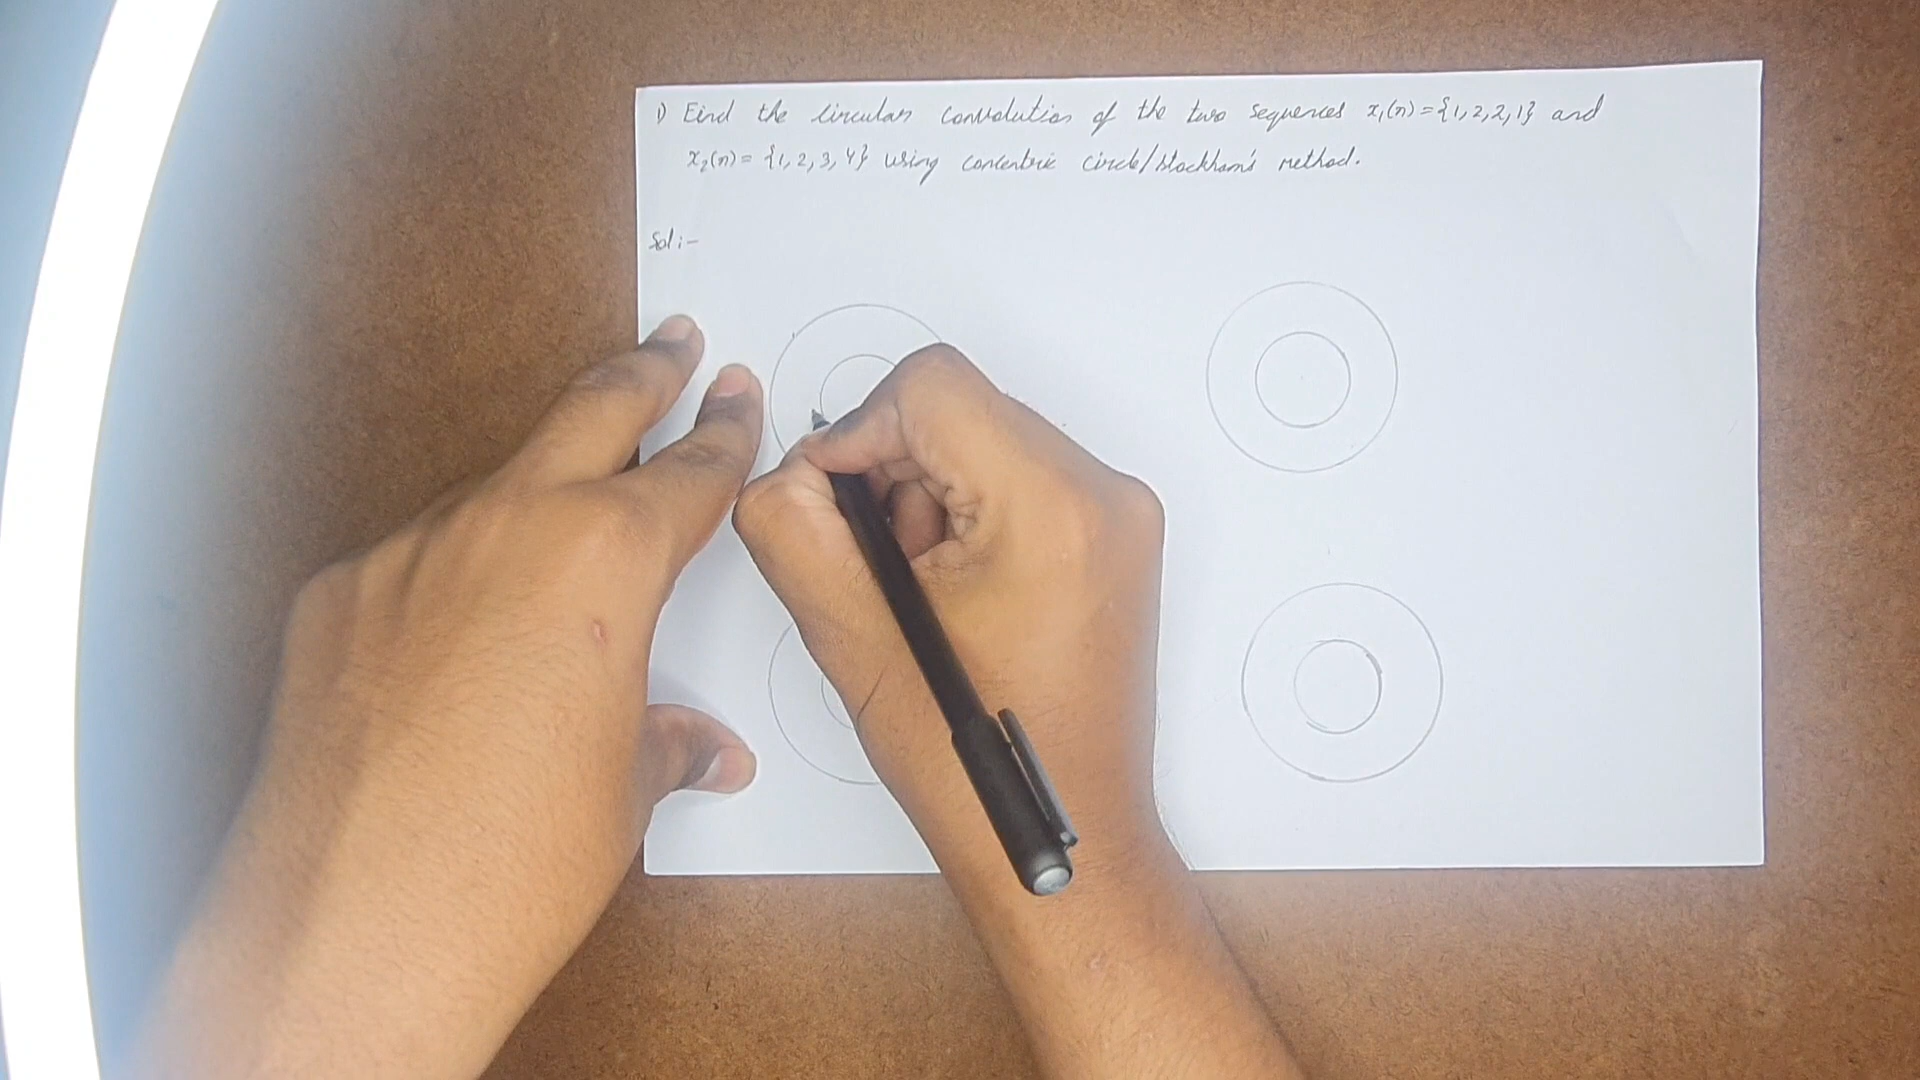 1) Find the circular convolution of the two sequences x₁(n)={1,2,2,1} and
x₂(n)= {1,2,3,4} using concentric circle/stockham's method.
Sol:-